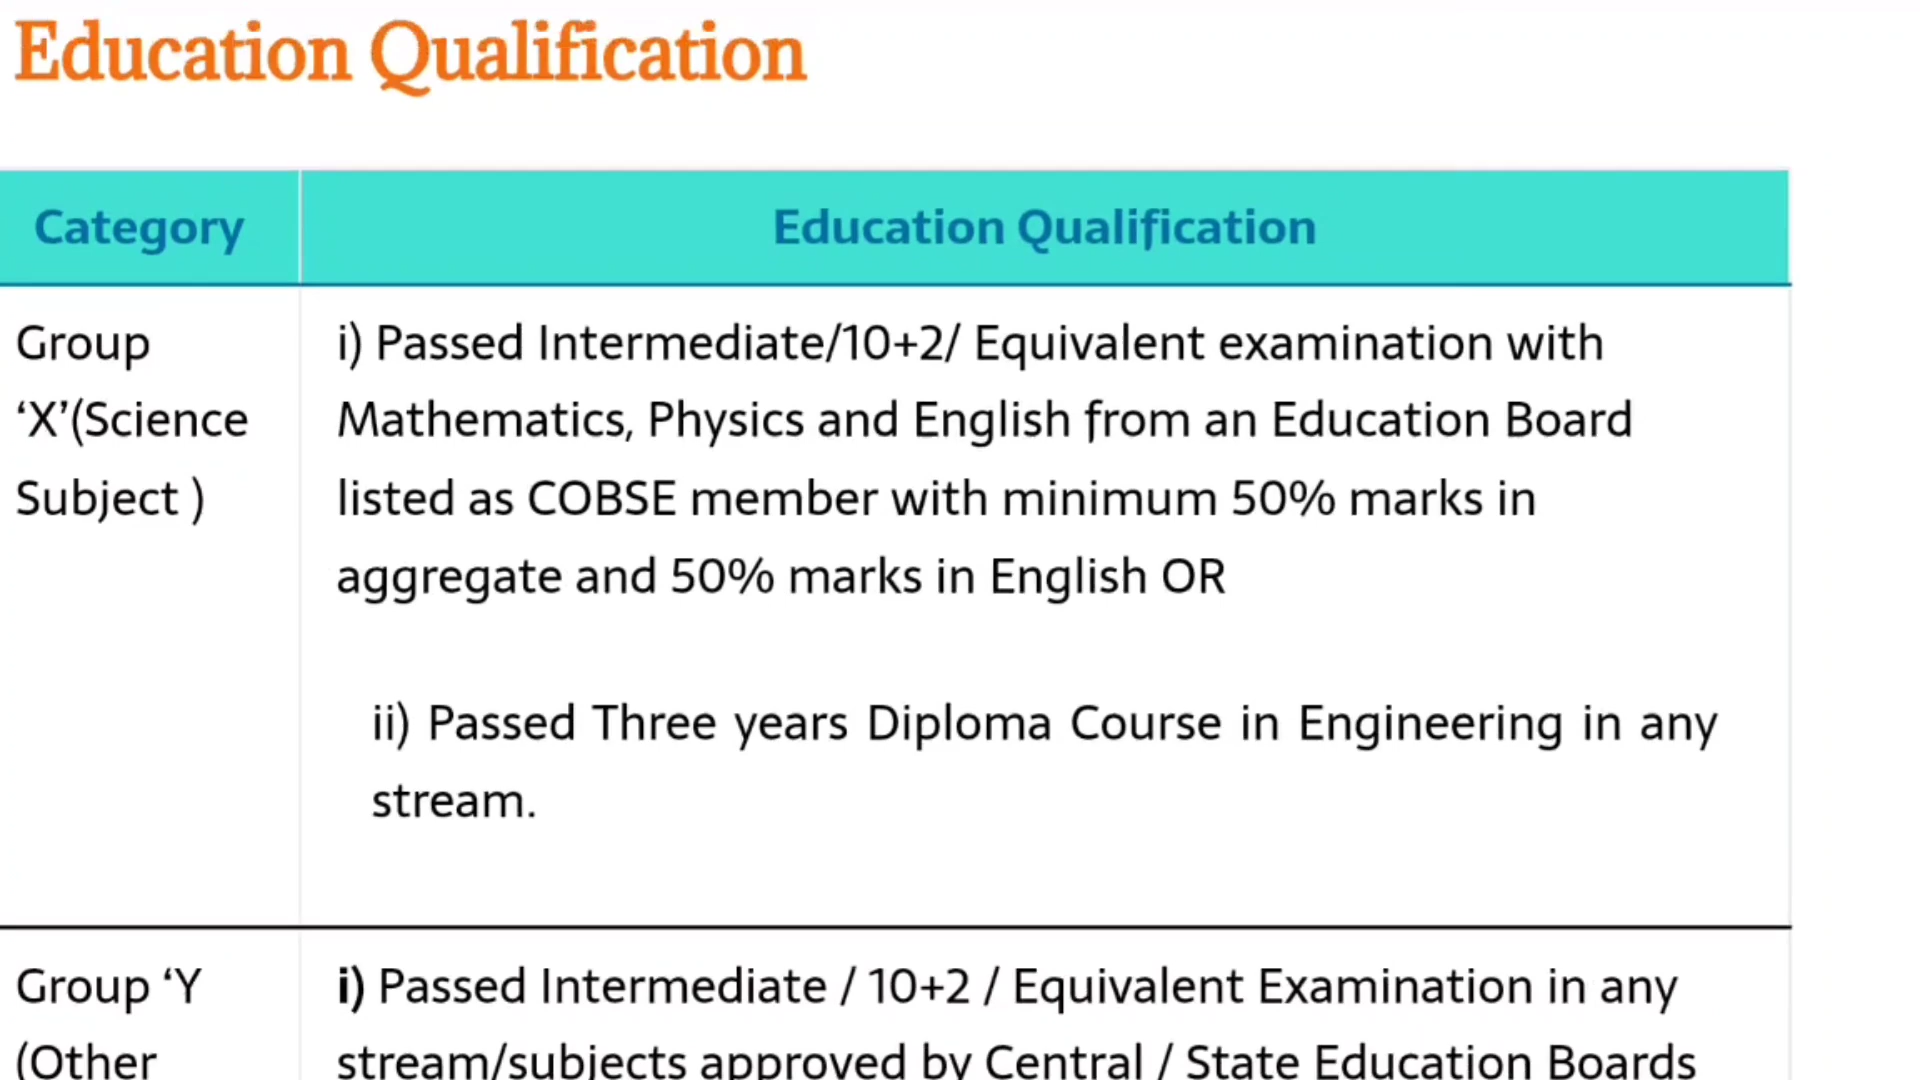 Education Qualification
Category
Education Qualification
Group
‘X’(Science
Subject )
i) Passed Intermediate/10+2/ Equivalent examination with
Mathematics, Physics and English from an Education Board
listed as COBSE member with minimum 50% marks in
aggregate and 50% marks in English OR
ii) Passed Three years Diploma Course in Engineering in any
stream.
Group ‘Y
(Other
i) Passed Intermediate / 10+2 / Equivalent Examination in any
stream/subjects approved by Central / State Education Boards